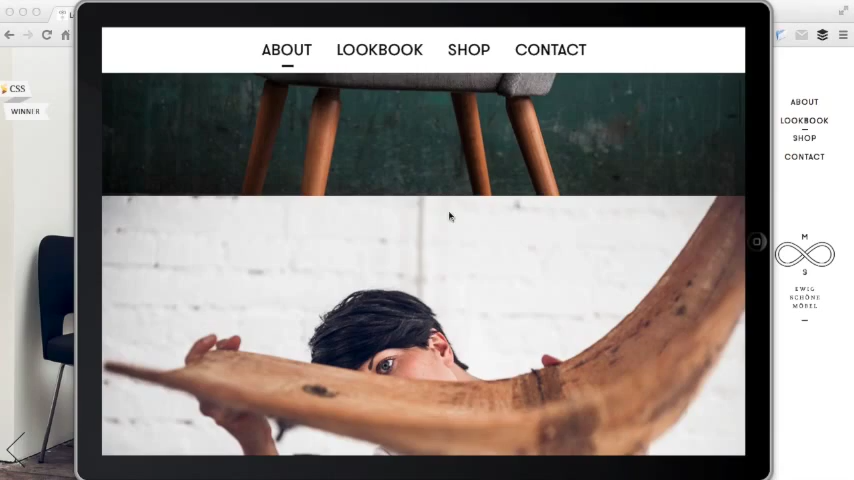 ABOUT LOOKBOOK SHOP CONTACT
CSS
WINNER
ABOUT
LOOKBOOK
SHOP
CONTACT
M
S
EWIG
SCHÖNE
MÖBEL